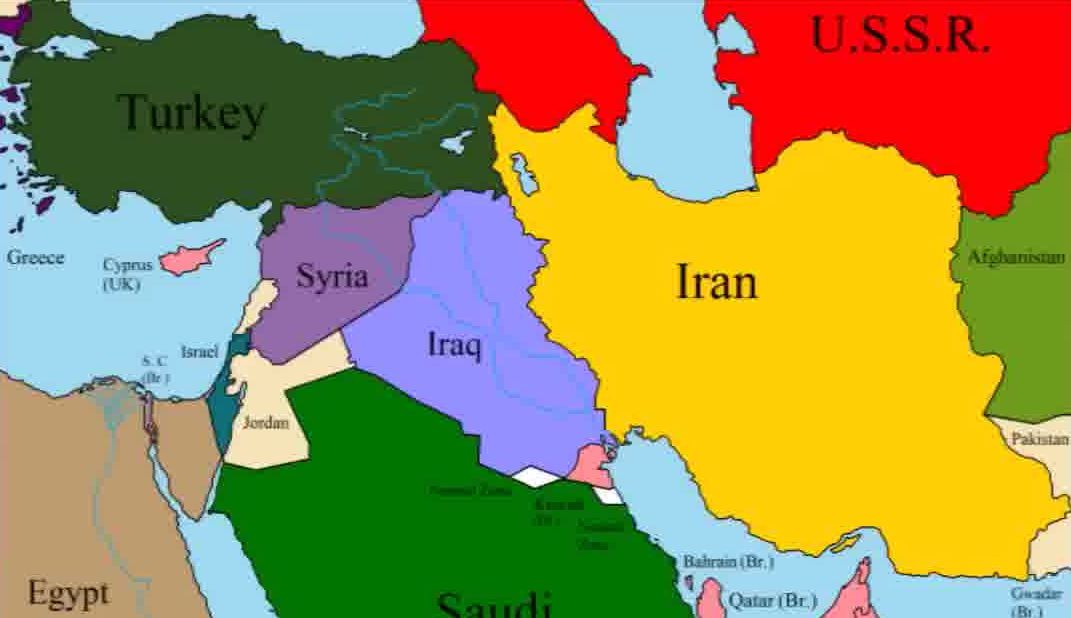 U.S.S.R.
Turkey
Greece
Cyprus
(UK)
Syria
Iran
Afghanistan
Israel
Iraq
S. C
(Br.)
Jordan
Pakistan
Neutral Zone
Kuwait
(Br.)
Neutral
Zone
Bahrain (Br.)
Egypt
Saudi
Qatar (Br.)
Gwadar
(Br.)